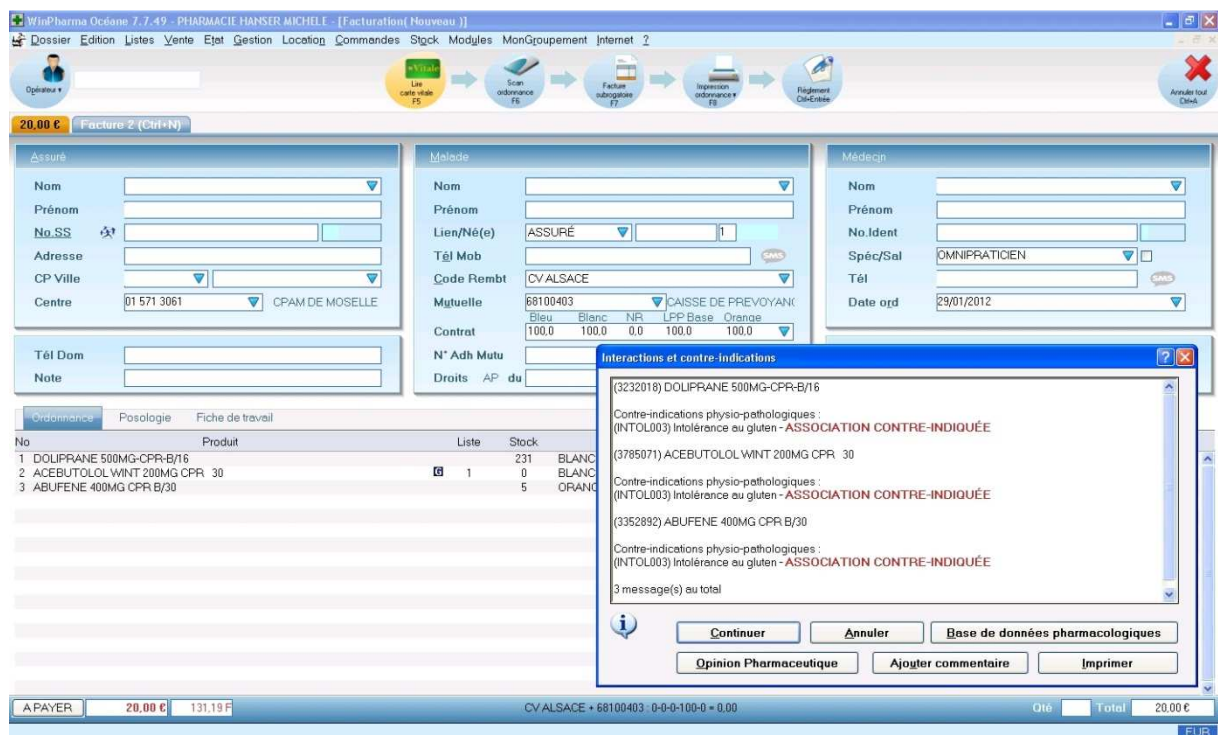 WinPharma Océane 7.7.49 - PHARMACIE HANSER MICHELE - [Facturation( Nouveau )]
Dossier Edition Listes Vente Etat Gestion Location Commandes Stock Modules MonGroupement Internet ?
Opérateur
+Vitale
Lire carte vitale F5
Scan ordonnance F6
Facture subrogatoire F7
Impression ordonnance F8
Règlement Ctrl+Entrée
Annuler tout Ctrl+A
20,00 € Facture 2 (Ctrl+N)
Assuré
Nom
Prénom
No.SS
Adresse
CP Ville
Centre 01 571 3061 CPAM DE MOSELLE
Tél Dom
Note
Malade
Nom
Prénom
Lien/Né(e) ASSURÉ 1
Tél Mob SMS
Code Rembt CV ALSACE
Mutuelle 68100403 CAISSE DE PREVOYAN
Bleu Blanc NR LPP Base Orange
Contrat 100,0 100,0 0,0 100,0 100,0
N° Adh Mutu
Droits AP du
Médecin
Nom
Prénom
No.Ident
Spéc/Sal OMNIPRATICIEN
Tél SMS
Date ord 29/01/2012
Ordonnance Posologie Fiche de travail
No Produit Liste Stock
1 DOLIPRANE 500MG-CPR-B/16 231 BLANC
2 ACEBUTOLOL WINT 200MG CPR 30 G 1 0 BLANC
3 ABUFENE 400MG CPR B/30 5 ORANG
Interactions et contre-indications
(3232018) DOLIPRANE 500MG-CPR-B/16
Contre-indications physio-pathologiques :
(INTOL003) Intolérance au gluten - ASSOCIATION CONTRE-INDIQUÉE
(3785071) ACEBUTOLOL WINT 200MG CPR 30
Contre-indications physio-pathologiques :
(INTOL003) Intolérance au gluten - ASSOCIATION CONTRE-INDIQUÉE
(3352892) ABUFENE 400MG CPR B/30
Contre-indications physio-pathologiques :
(INTOL003) Intolérance au gluten - ASSOCIATION CONTRE-INDIQUÉE
3 message(s) au total
Continuer Annuler Base de données pharmacologiques
Opinion Pharmaceutique Ajouter commentaire Imprimer
A PAYER 20,00 € 131,19 F CV ALSACE + 68100403 : 0-0-0-100-0 = 0,00 Qté Total 20,00 €
EUR